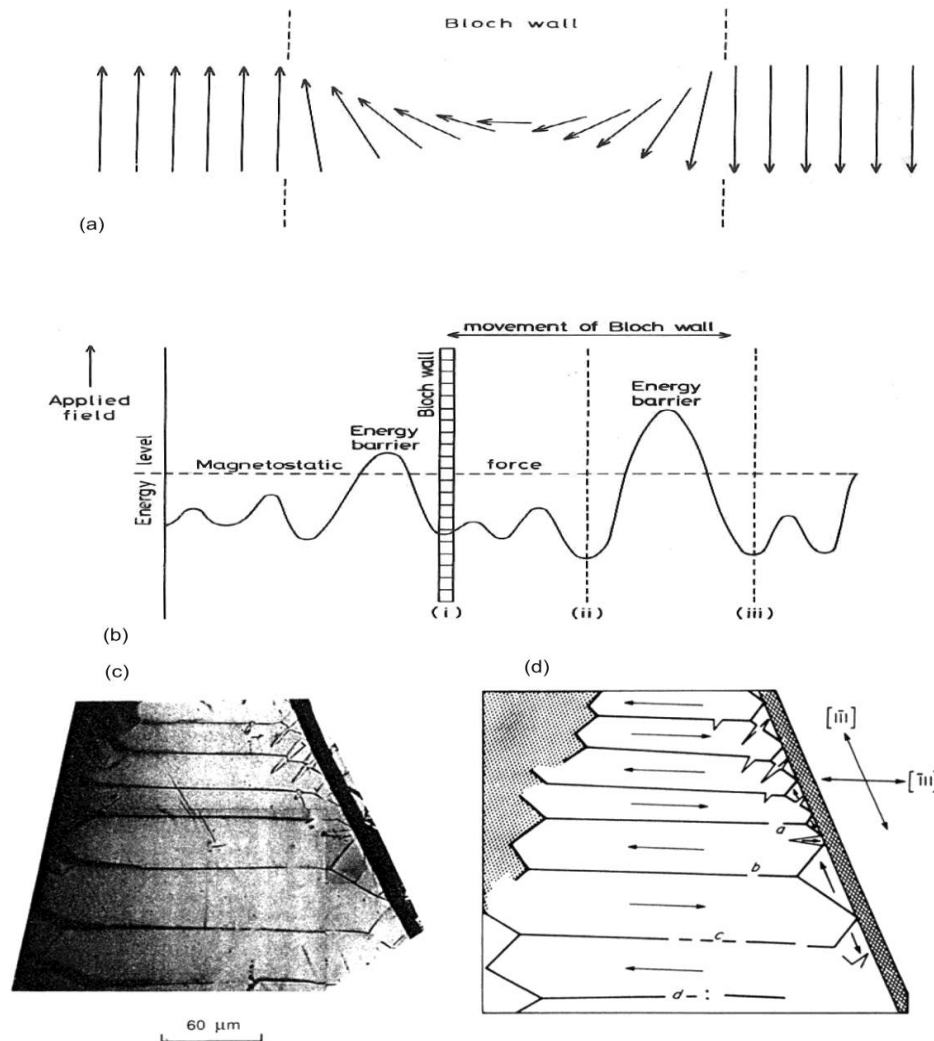 Bloch wall
(a)
movement of Bloch wall
Applied
field
Energy level
Bloch wall
Energy
barrier
Energy
barrier
Magnetostatic
force
(i)
(ii)
(iii)
(b)
(c)
(d)
[1̄1̄1]
[1̄11]
a
b
c
d
60 µm